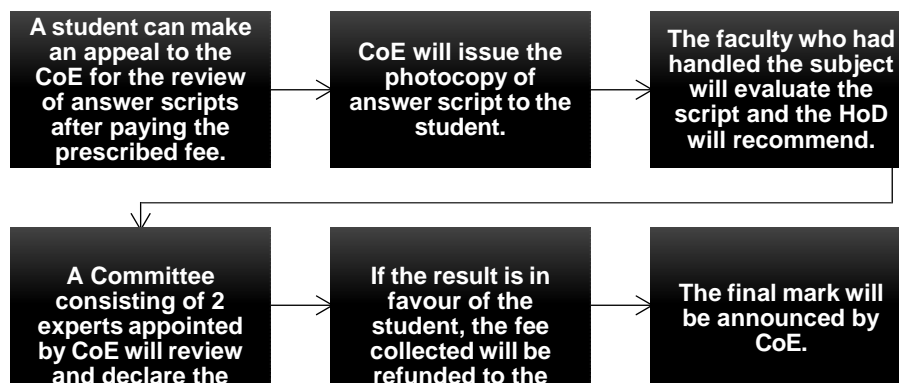 A student can make
an appeal to the
CoE for the review
of answer scripts
after paying the
prescribed fee.
CoE will issue the
photocopy of
answer script to the
student.
The faculty who had
handled the subject
will evaluate the
script and the HoD
will recommend.
A Committee
consisting of 2
experts appointed
by CoE will review
and declare the
If the result is in
favour of the
student, the fee
collected will be
refunded to the
The final mark will
be announced by
CoE.